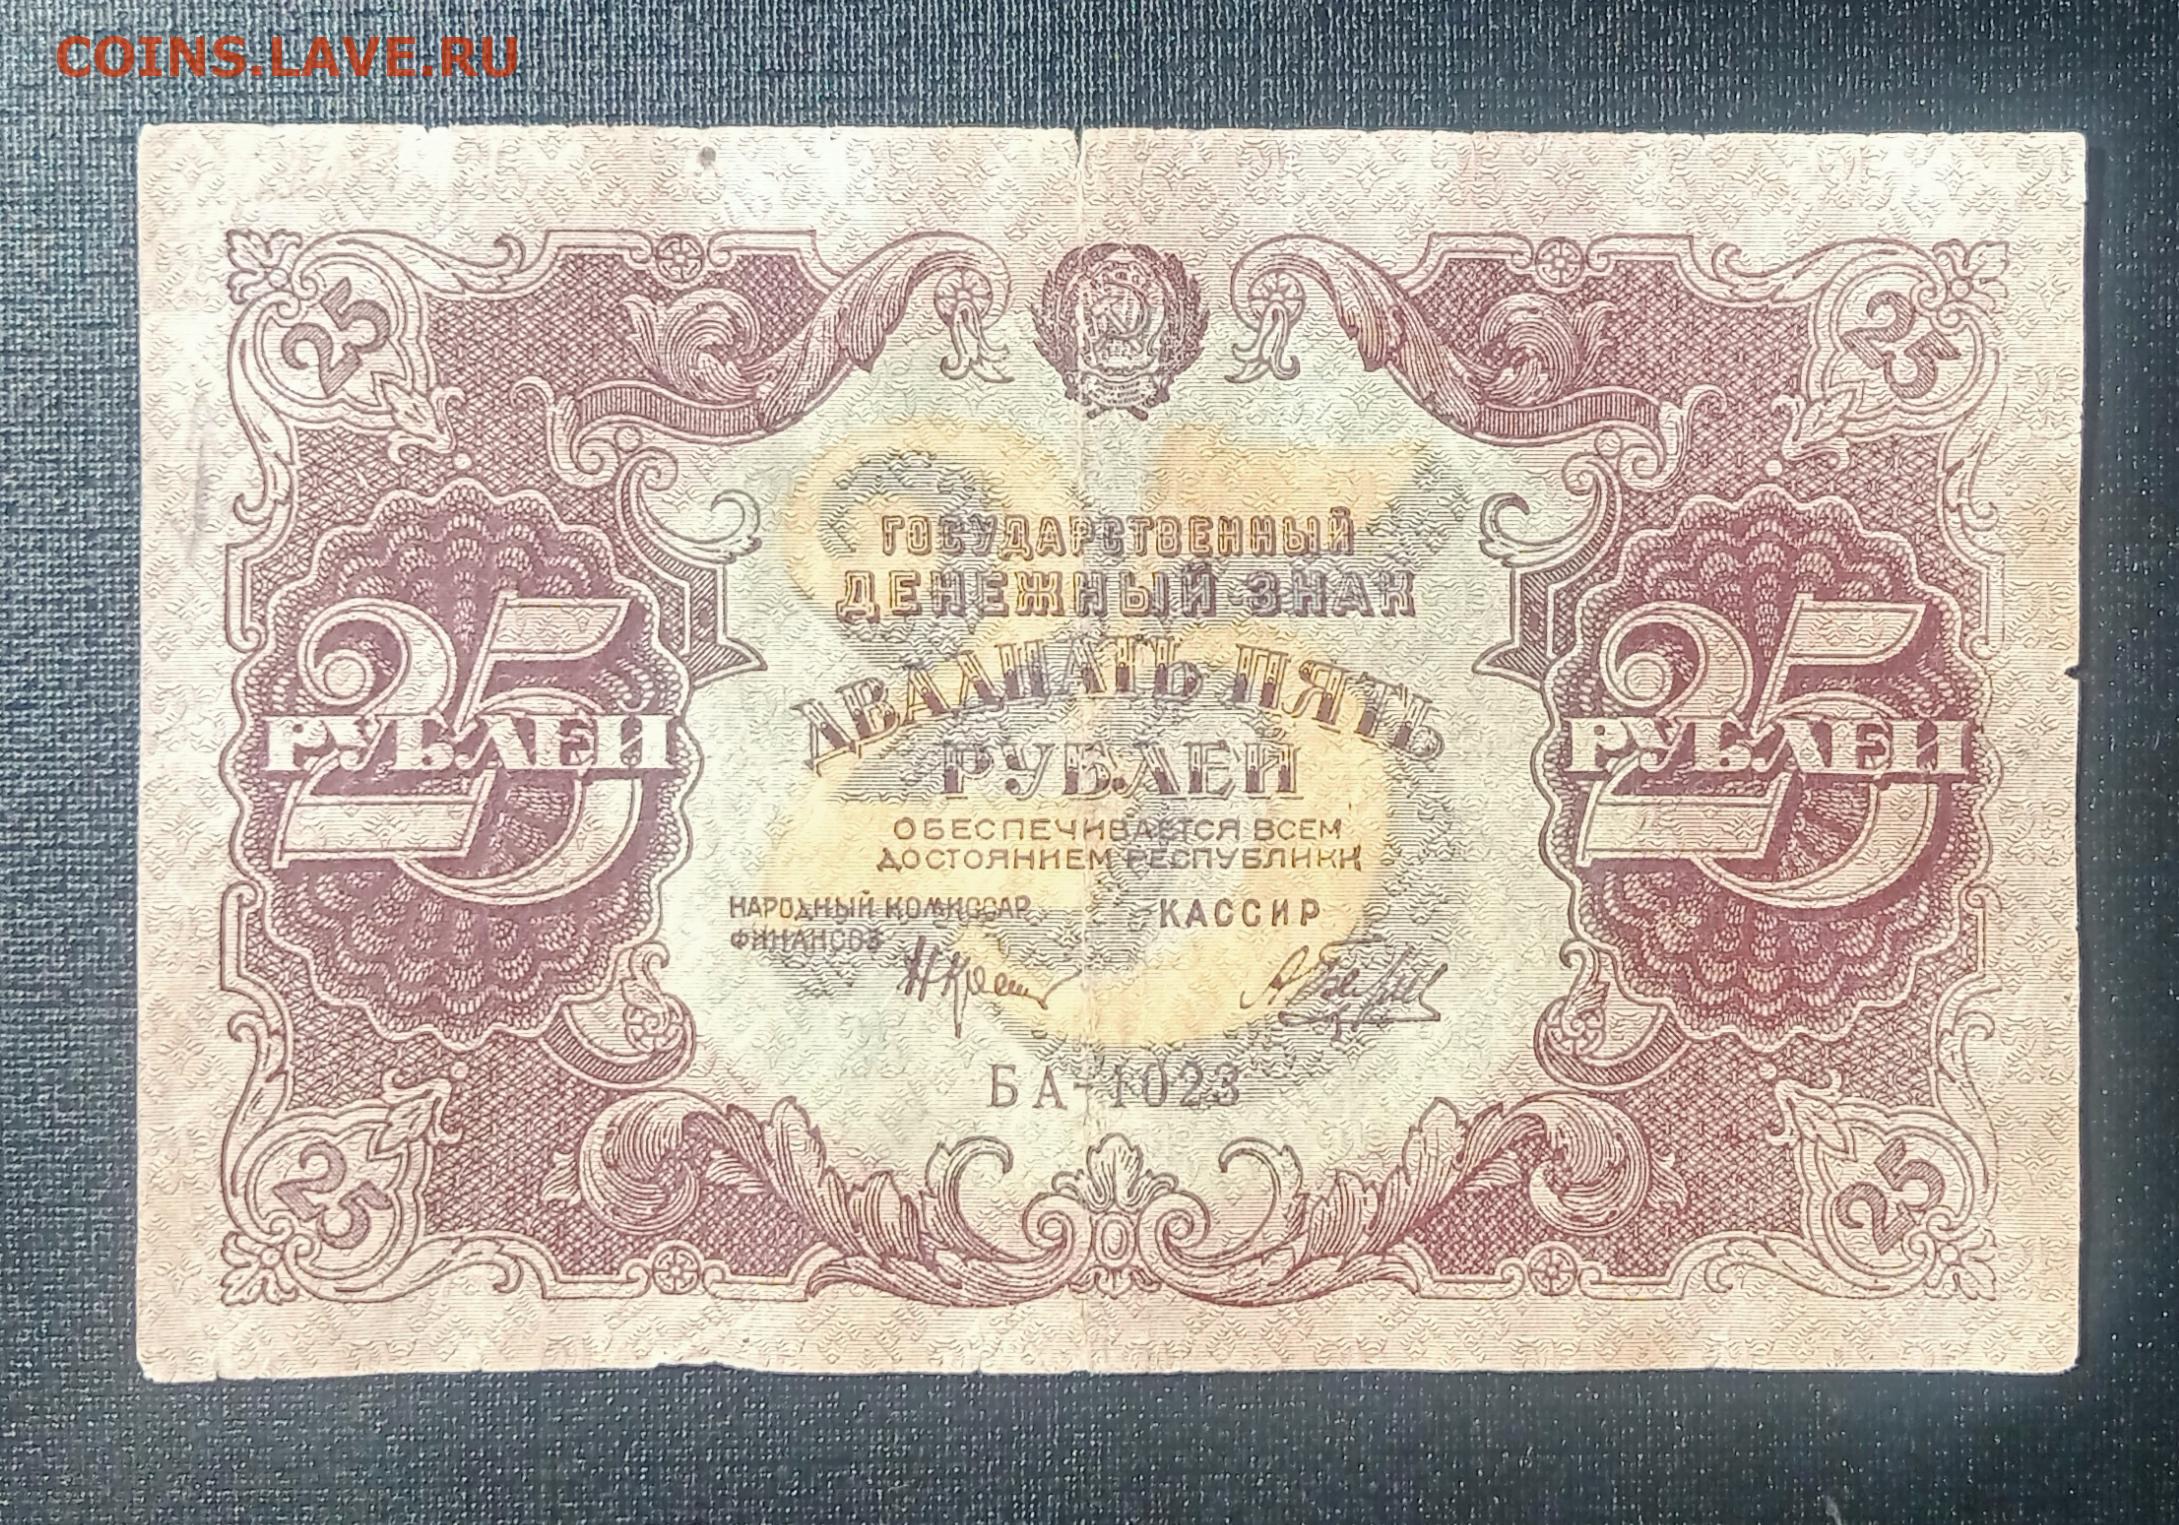 COINS.LAVE.RU
25
25
ГОСУДАРСТВЕННЫЙ
ДЕНЕЖНЫЙ ЗНАК
ДВАДЦАТЬ ПЯТЬ
РУБЛЕЙ
25
РУБЛЕЙ
25
РУБЛЕЙ
25
ОБЕСПЕЧИВАЕТСЯ ВСЕМ
ДОСТОЯНИЕМ РЕСПУБЛИКИ
НАРОДНЫЙ КОМИССАР
ФИНАНСОВ
КАССИР
БА-1023
25
25